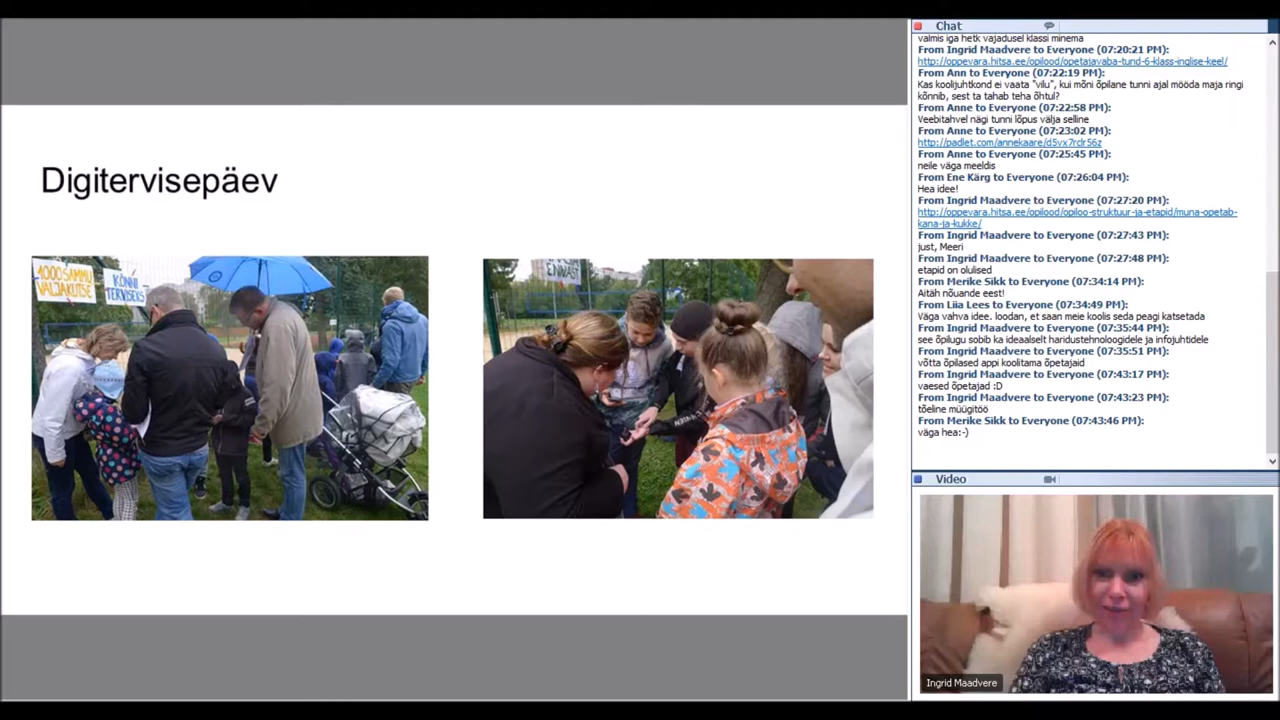 Digitervisepäev
1000 SAMMU
VÄLJAKUTSE
KÕNNI
TERVISEKS
ENNAST
Chat
valmis iga hetk vajadusel klassi minema
From Ingrid Maadvere to Everyone (07:20:21 PM):
http://oppevara.hitsa.ee/opilood/opetajavaba-tund-6-klass-inglise-keel/
From Ann to Everyone (07:22:19 PM):
Kas koolijuhtkond ei vaata "vilu", kui mõni õpilane tunni ajal mööda maja ringi
kõnnib, sest ta tahab teha õhtul?
From Anne to Everyone (07:22:58 PM):
Veebitahvel nägi tunni lõpus välja selline
From Anne to Everyone (07:23:02 PM):
http://padlet.com/annekaare/d5vx7rclr56z
From Anne to Everyone (07:25:45 PM):
neile väga meeldis
From Ene Kärg to Everyone (07:26:04 PM):
Hea idee!
From Ingrid Maadvere to Everyone (07:27:20 PM):
http://oppevara.hitsa.ee/opilood/opiloo-struktuur-ja-etapid/muna-opetab-
kana-ja-kukke/
From Ingrid Maadvere to Everyone (07:27:43 PM):
just, Meeri
From Ingrid Maadvere to Everyone (07:27:48 PM):
etapid on olulised
From Merike Sikk to Everyone (07:34:14 PM):
Aitäh nõuande eest!
From Liia Lees to Everyone (07:34:49 PM):
Väga vahva idee. loodan, et saan meie koolis seda peagi katsetada
From Ingrid Maadvere to Everyone (07:35:44 PM):
see õpilugu sobib ka ideaalselt haridustehnoloogidele ja infojuhtidele
From Ingrid Maadvere to Everyone (07:35:51 PM):
võtta õpilased appi koolitama õpetajaid
From Ingrid Maadvere to Everyone (07:43:17 PM):
vaesed õpetajad :D
From Ingrid Maadvere to Everyone (07:43:23 PM):
tõeline müügitöö
From Merike Sikk to Everyone (07:43:46 PM):
väga hea:-)
Video
Ingrid Maadvere